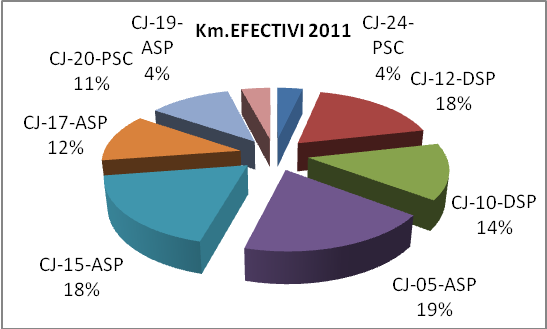 Km.EFECTIVI 2011
CJ-24-
PSC
4%
CJ-12-DSP
18%
CJ-10-DSP
14%
CJ-05-ASP
19%
CJ-15-ASP
18%
CJ-17-ASP
12%
CJ-20-PSC
11%
CJ-19-
ASP
4%